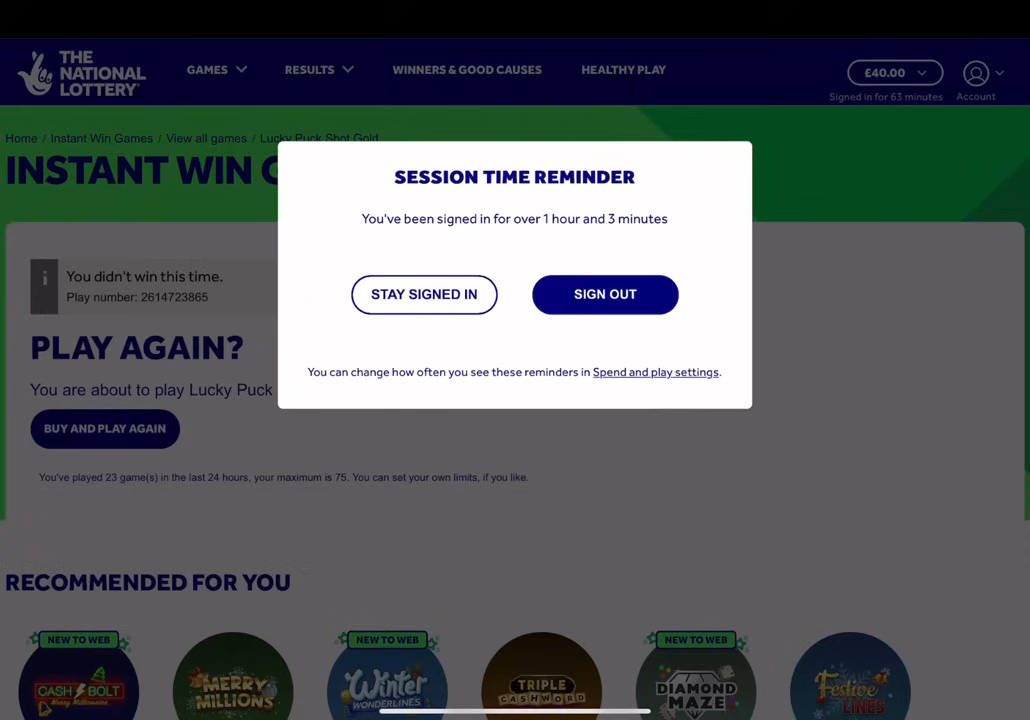 THE
NATIONAL
LOTTERY
GAMES
RESULTS
WINNERS & GOOD CAUSES
HEALTHY PLAY
£40.00
Signed in for 63 minutes
Account
Home / Instant Win Games / View all games / Lucky Puck Shot Gold
INSTANT WIN G
SESSION TIME REMINDER
You've been signed in for over 1 hour and 3 minutes
STAY SIGNED IN
SIGN OUT
You can change how often you see these reminders in Spend and play settings.
i
You didn't win this time.
Play number: 2614723865
PLAY AGAIN?
You are about to play Lucky Puck
BUY AND PLAY AGAIN
You've played 23 game(s) in the last 24 hours, your maximum is 75. You can set your own limits, if you like.
RECOMMENDED FOR YOU
NEW TO WEB
NEW TO WEB
NEW TO WEB
CASH BOLT
Merry Millionaire
MERRY
MILLIONS
Winter
WONDERLINES
TRIPLE
CASHWORD
DIAMOND
MAZE
Festive
LINES